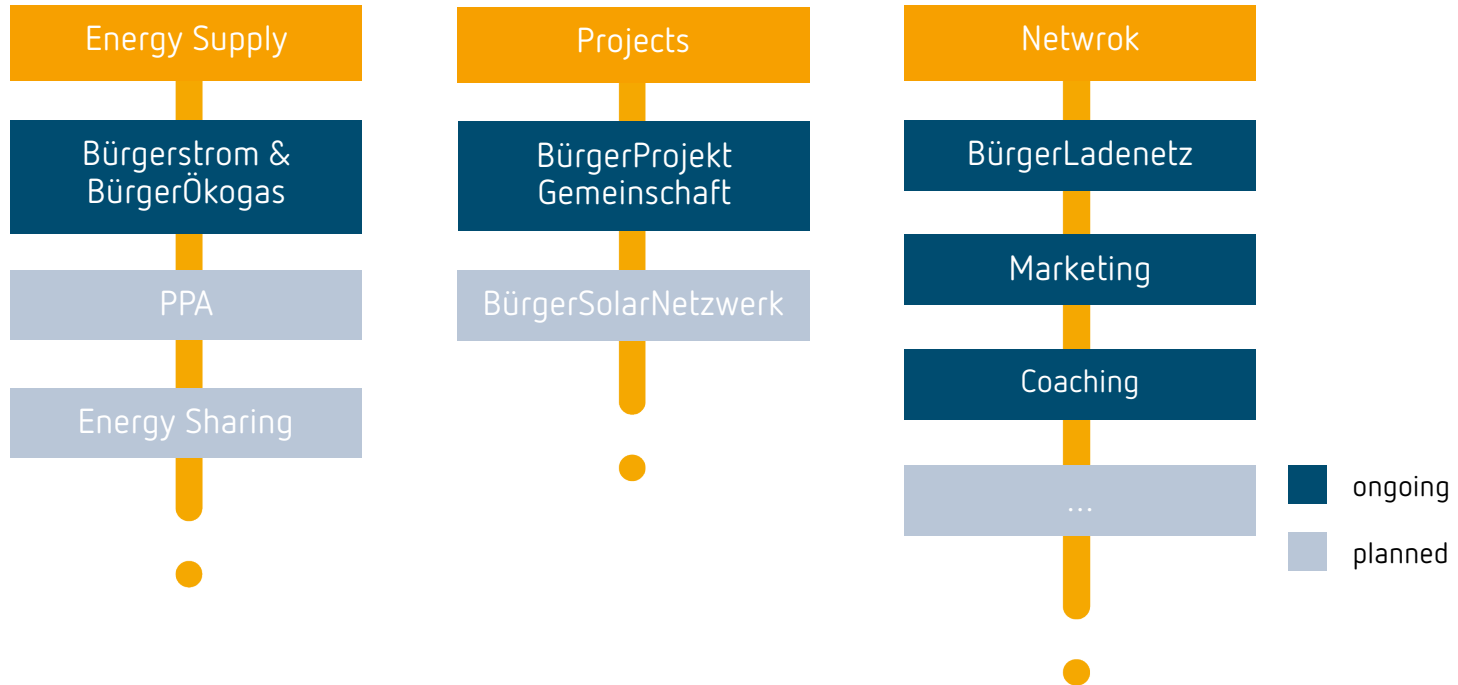 Energy Supply
Bürgerstrom &
BürgerÖkogas
PPA
Energy Sharing
Projects
BürgerProjekt
Gemeinschaft
BürgerSolarNetzwerk
Netwrok
BürgerLadenetz
Marketing
Coaching
...
ongoing
planned